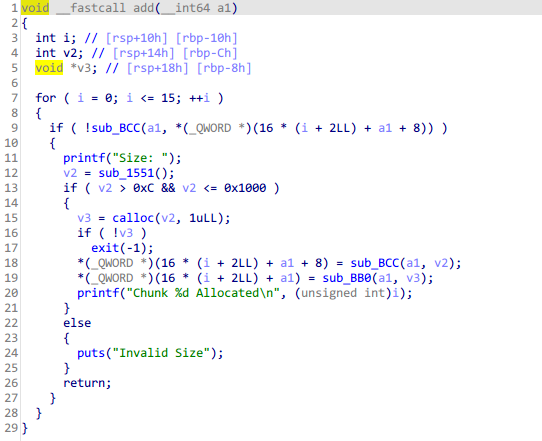 1 void __fastcall add(__int64 a1)
2 {
3 int i; // [rsp+10h] [rbp-10h]
4 int v2; // [rsp+14h] [rbp-Ch]
5 void *v3; // [rsp+18h] [rbp-8h]
6
7 for ( i = 0; i <= 15; ++i )
8 {
9 if ( !sub_BCC(a1, *(_QWORD *)(16 * (i + 2LL) + a1 + 8)) )
10 {
11 printf("Size: ");
12 v2 = sub_1551();
13 if ( v2 > 0xC && v2 <= 0x1000 )
14 {
15 v3 = calloc(v2, 1uLL);
16 if ( !v3 )
17 exit(-1);
18 *(_QWORD *)(16 * (i + 2LL) + a1 + 8) = sub_BCC(a1, v2);
19 *(_QWORD *)(16 * (i + 2LL) + a1) = sub_BB0(a1, v3);
20 printf("Chunk %d Allocated\n", (unsigned int)i);
21 }
22 else
23 {
24 puts("Invalid Size");
25 }
26 return;
27 }
28 }
29 }